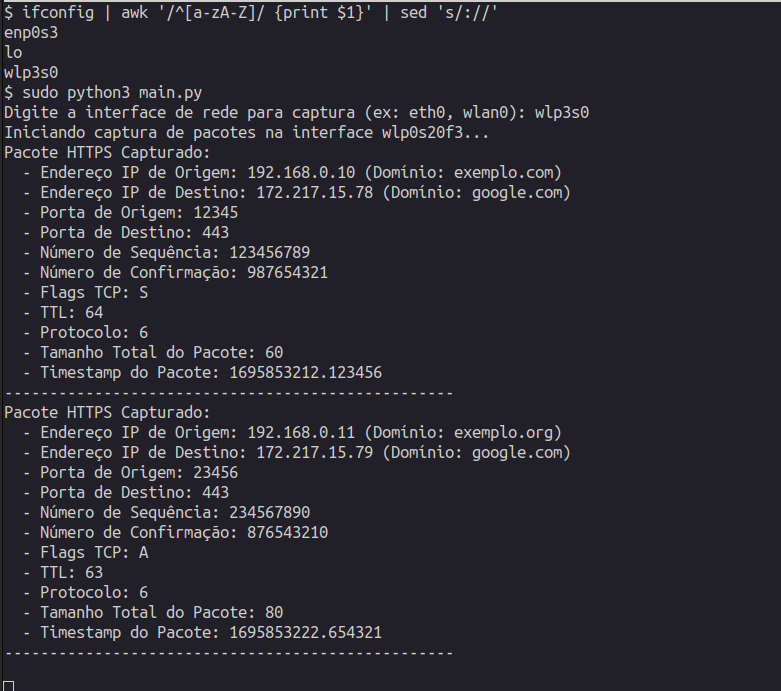 $ ifconfig | awk '/^[a-zA-Z]/ {print $1}' | sed 's/://'
enp0s3
lo
wlp3s0
$ sudo python3 main.py
Digite a interface de rede para captura (ex: eth0, wlan0): wlp3s0
Iniciando captura de pacotes na interface wlp0s20f3...
Pacote HTTPS Capturado:
  - Endereço IP de Origem: 192.168.0.10 (Domínio: exemplo.com)
  - Endereço IP de Destino: 172.217.15.78 (Domínio: google.com)
  - Porta de Origem: 12345
  - Porta de Destino: 443
  - Número de Sequência: 123456789
  - Número de Confirmação: 987654321
  - Flags TCP: S
  - TTL: 64
  - Protocolo: 6
  - Tamanho Total do Pacote: 60
  - Timestamp do Pacote: 1695853212.123456
--------------------------------------------------
Pacote HTTPS Capturado:
  - Endereço IP de Origem: 192.168.0.11 (Domínio: exemplo.org)
  - Endereço IP de Destino: 172.217.15.79 (Domínio: google.com)
  - Porta de Origem: 23456
  - Porta de Destino: 443
  - Número de Sequência: 234567890
  - Número de Confirmação: 876543210
  - Flags TCP: A
  - TTL: 63
  - Protocolo: 6
  - Tamanho Total do Pacote: 80
  - Timestamp do Pacote: 1695853222.654321
--------------------------------------------------